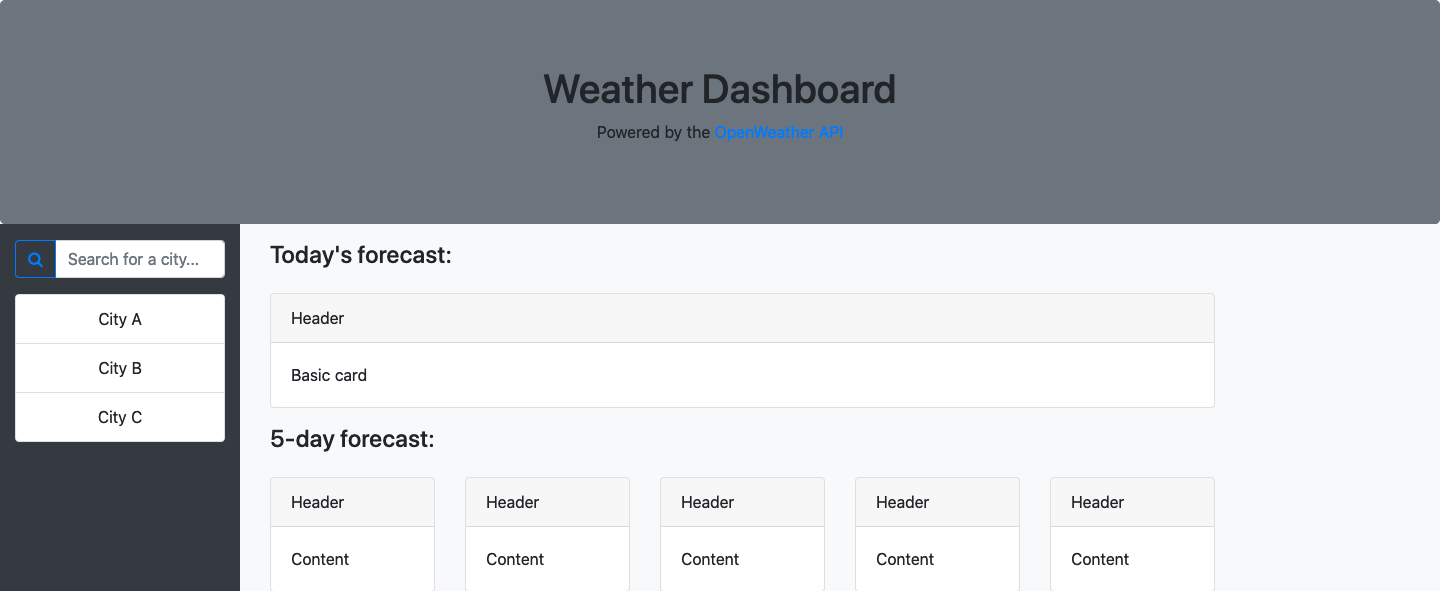 Weather Dashboard
Powered by the OpenWeather API
Search for a city...
City A
City B
City C
Today's forecast:
Header
Basic card
5-day forecast:
Header Header Header Header Header
Content Content Content Content Content